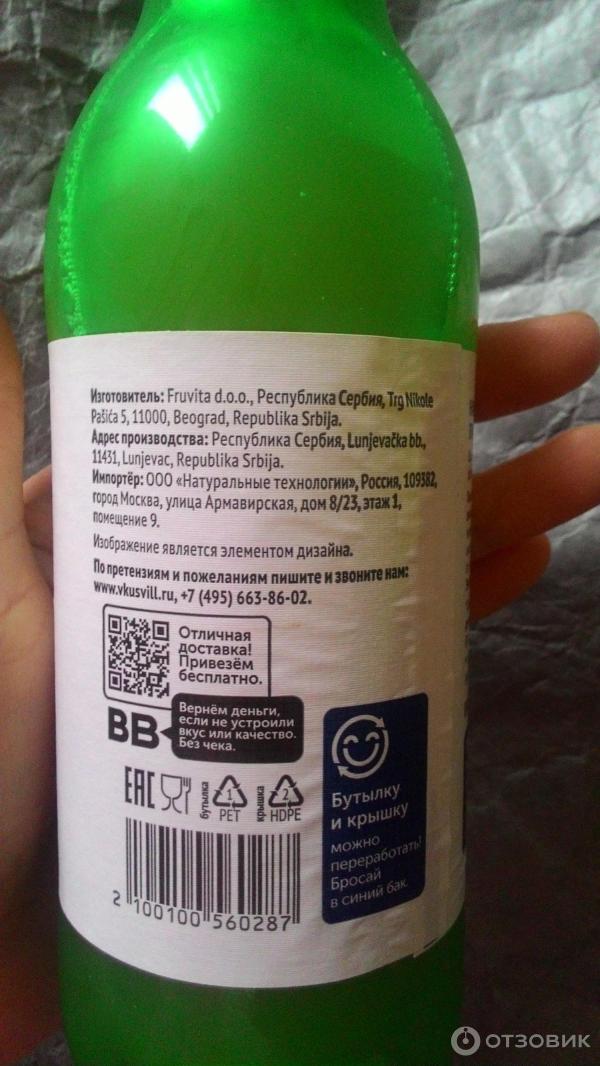 Изготовитель: Fruvita d.o.o., Республика Сербия, Trg Nikole
Pašića 5, 11000, Beograd, Republika Srbija.
Адрес производства: Республика Сербия, Lunjevačka bb.,
11431, Lunjevac, Republika Srbija.
Импортёр: ООО «Натуральные технологии», Россия, 109382,
город Москва, улица Армавирская, дом 8/23, этаж 1,
помещение 9.
Изображение является элементом дизайна.
По претензиям и пожеланиям пишите и звоните нам:
www.vkusvill.ru, +7 (495) 663-86-02.
Отличная
доставка!
Привезём
бесплатно.
ВВ
Вернём деньги,
если не устроили
вкус или качество.
Без чека.
EAC
бутылка
1
PET
крышка
2
HDPE
2 100100 560287
Бутылку
и крышку
можно
переработать!
Бросай
в синий бак.
ОТЗОВИК